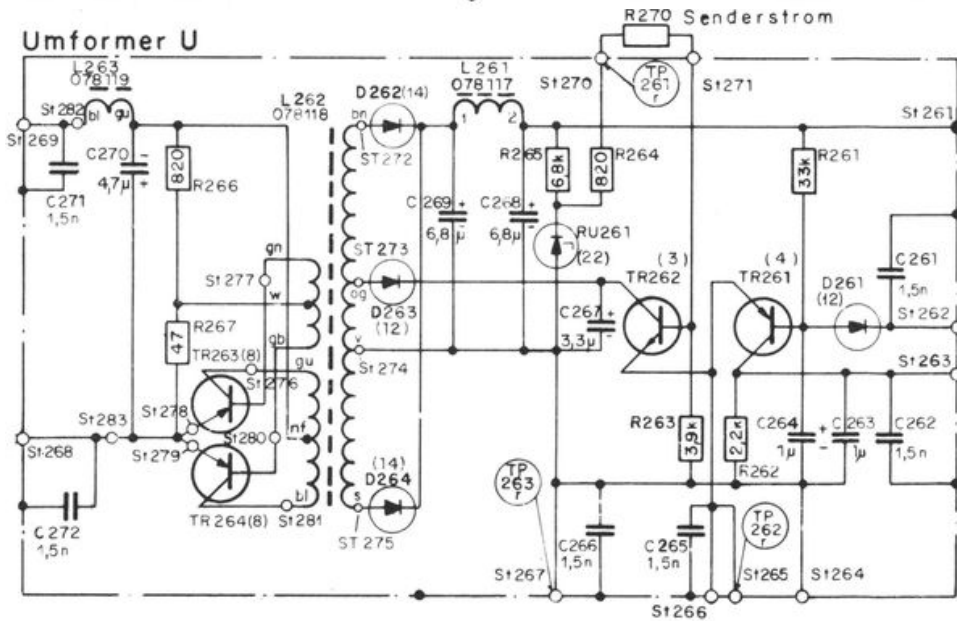 R270 Senderstrom
Umformer U
L263
078119
L261
078117
St270
TP
261
r
St271
St282
bl
gu
L262
078118
D262(14)
St261
St269
bn
1
2
ST272
C270
-
+
4,7µ
820
R266
R265
6,8k
820
R264
33k
R261
C271
1,5n
C269
+
-
6,8µ
C268
+
-
6,8µ
ST273
RU261
(22)
(3)
TR262
(4)
TR261
C261
1,5n
gn
St277
w
og
D263
(12)
D261
(12)
C267
+
-
3,3µ
St262
47
R267
gb
v
St274
St263
TR263(8)
gu
St276
St278
St283
St268
St279
St280
nf
R263
3,9k
2,2k
R262
C264
1µ
+
-
C263
1µ
C262
1,5n
(14)
D264
TP
263
r
bl
s
TR264(8)
St281
ST275
C272
1,5n
TP
262
r
C266
1,5n
C265
1,5n
St267
St265
St264
St266